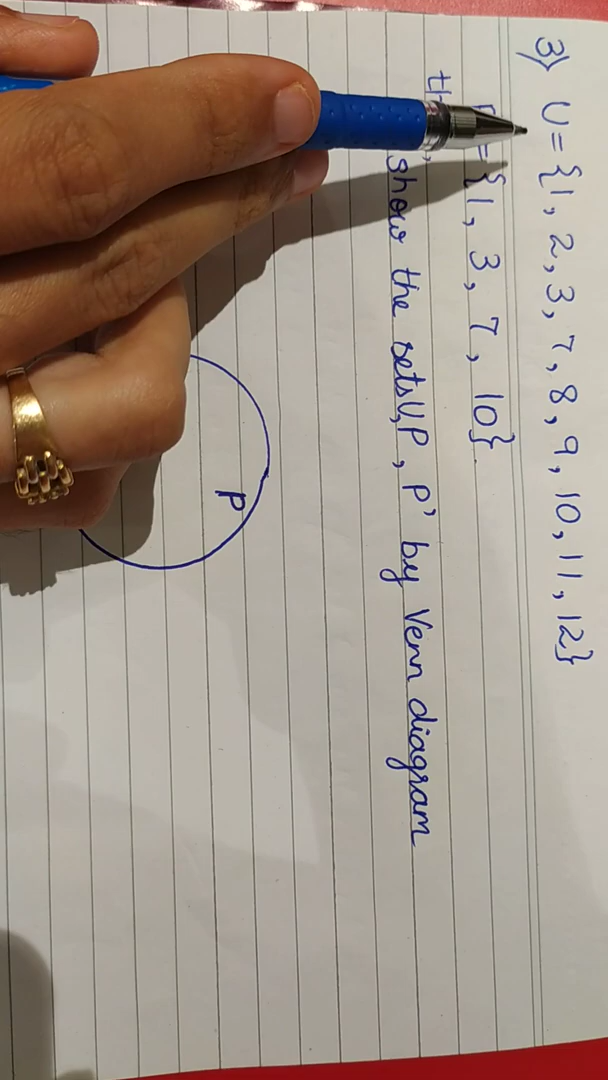 3) U = {1, 2, 3, 7, 8, 9, 10, 11, 12}
= {1, 3, 7, 10}.
show the sets U, P, P' by Venn diagram
P